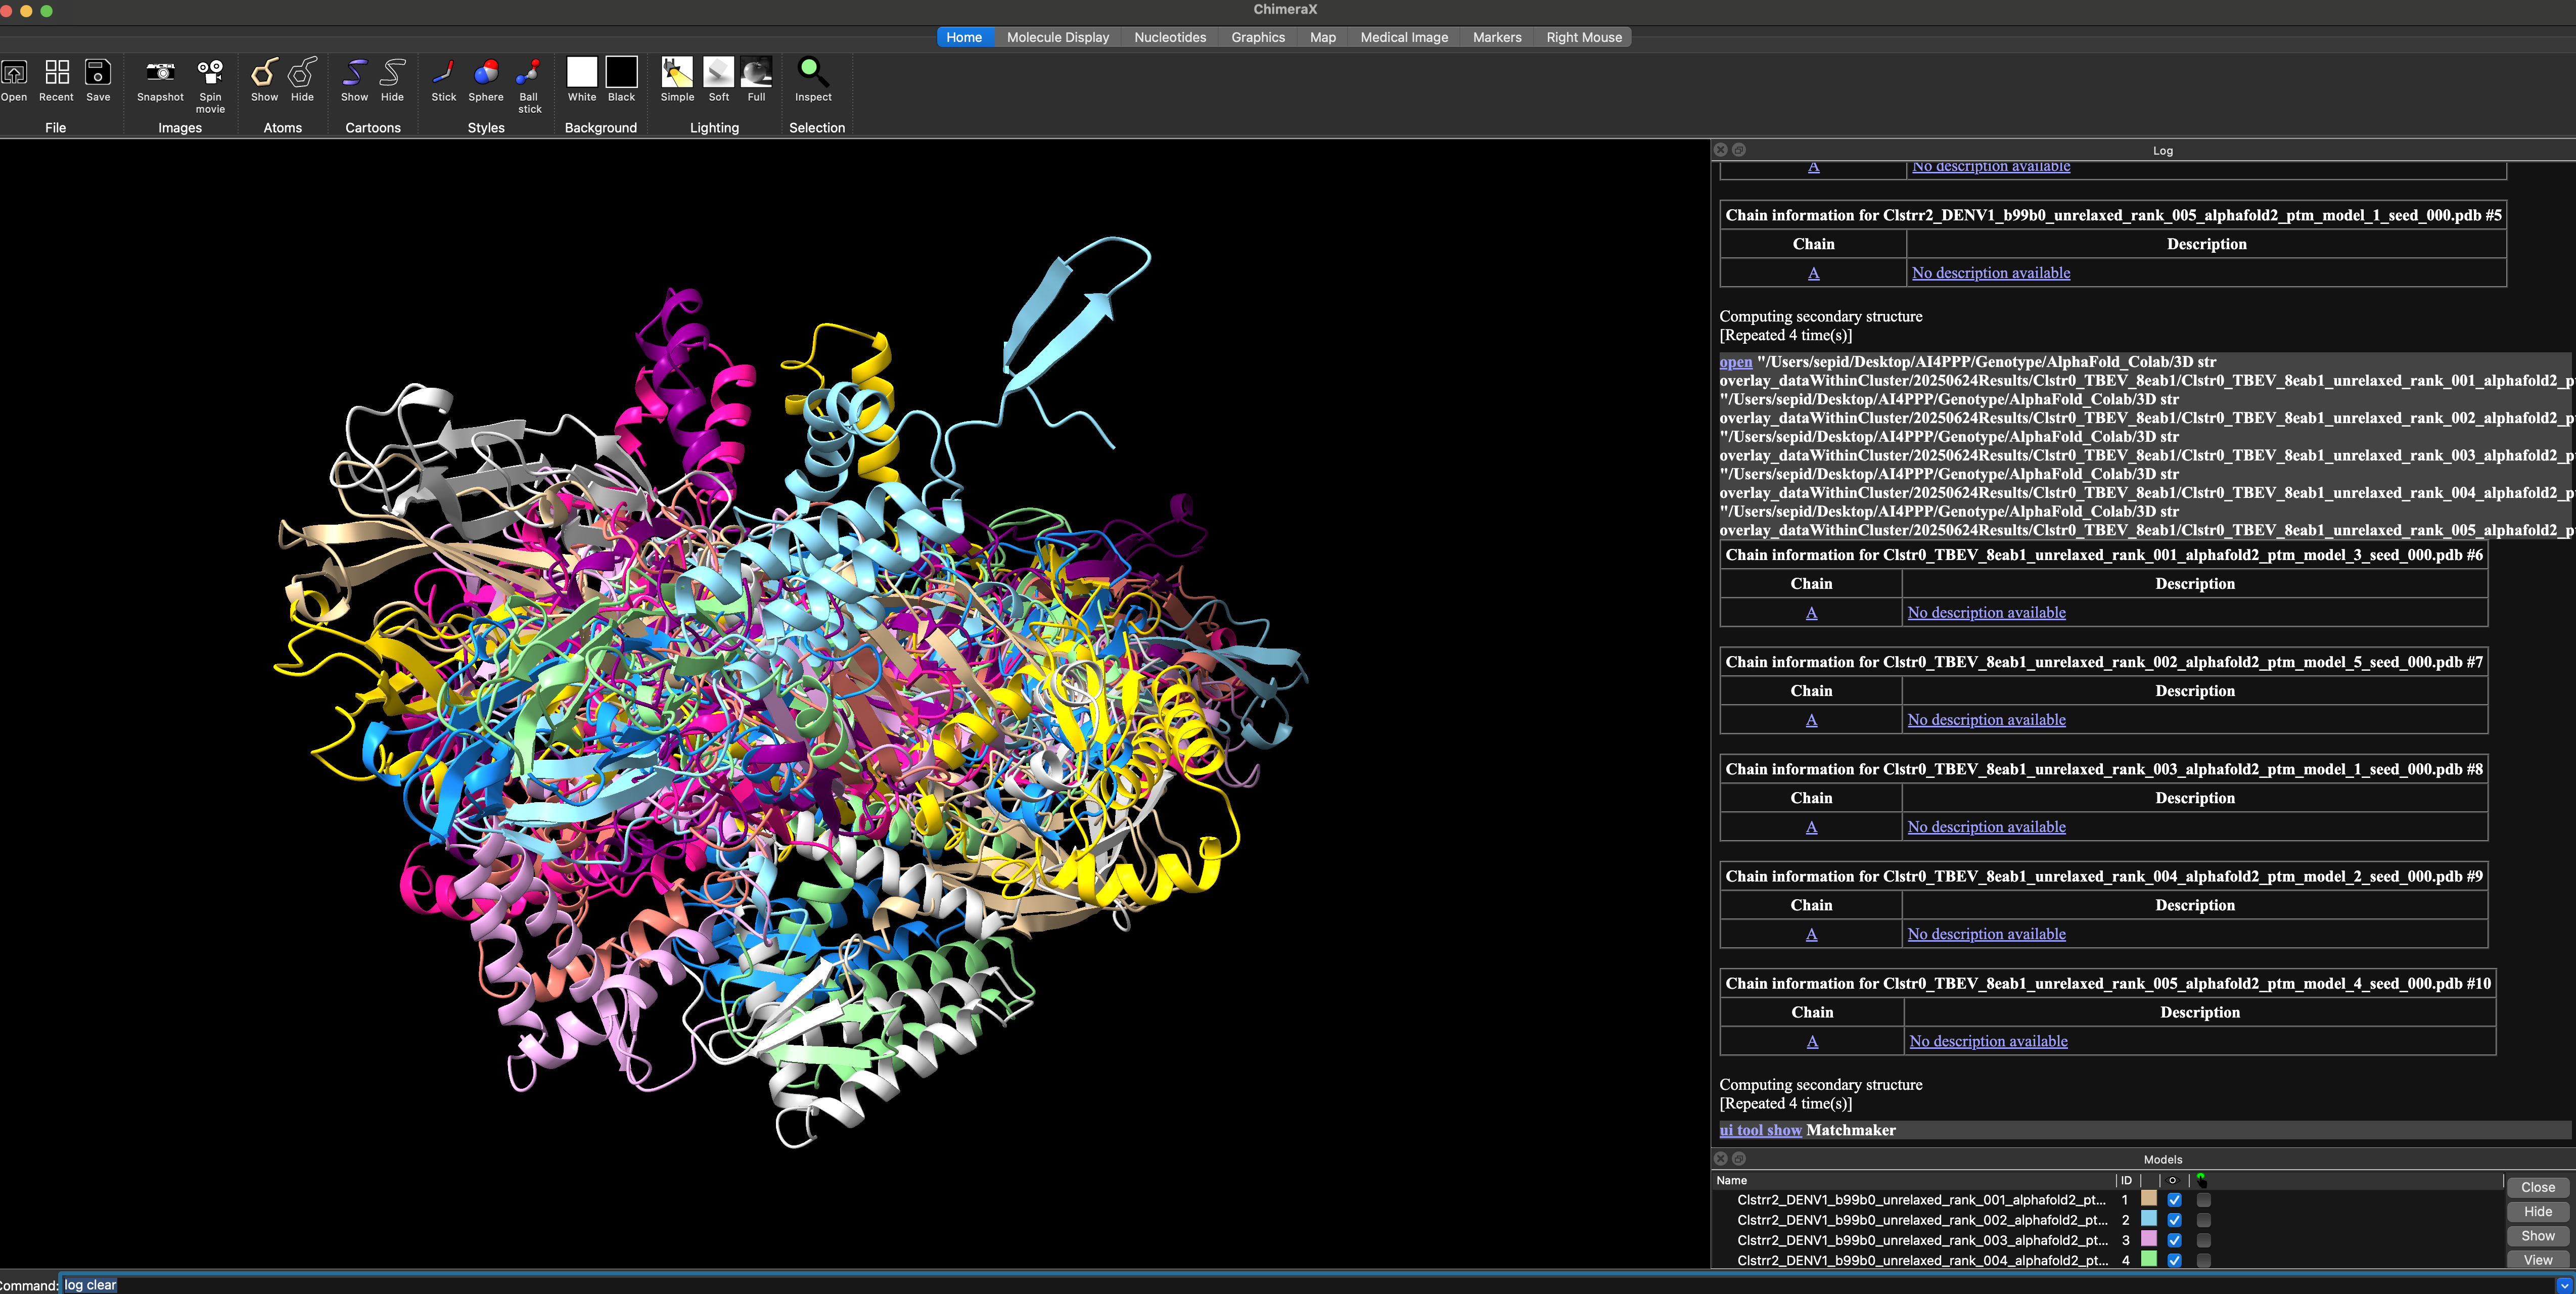 ChimeraX
Home Molecule Display Nucleotides Graphics Map Medical Image Markers Right Mouse
Open Recent Save Snapshot Spin movie Show Hide Show Hide Stick Sphere Ball stick White Black Simple Soft Full Inspect
File Images Atoms Cartoons Styles Background Lighting Selection
Log
A No description available
Chain information for Clstrr2_DENV1_b99b0_unrelaxed_rank_005_alphafold2_ptm_model_1_seed_000.pdb #5
Chain Description
A No description available
Computing secondary structure
[Repeated 4 time(s)]
open "/Users/sepid/Desktop/AI4PPP/Genotype/AlphaFold_Colab/3D str
overlay_dataWithinCluster/20250624Results/Clstr0_TBEV_8eab1/Clstr0_TBEV_8eab1_unrelaxed_rank_001_alphafold2_p
"/Users/sepid/Desktop/AI4PPP/Genotype/AlphaFold_Colab/3D str
overlay_dataWithinCluster/20250624Results/Clstr0_TBEV_8eab1/Clstr0_TBEV_8eab1_unrelaxed_rank_002_alphafold2_p
"/Users/sepid/Desktop/AI4PPP/Genotype/AlphaFold_Colab/3D str
overlay_dataWithinCluster/20250624Results/Clstr0_TBEV_8eab1/Clstr0_TBEV_8eab1_unrelaxed_rank_003_alphafold2_p
"/Users/sepid/Desktop/AI4PPP/Genotype/AlphaFold_Colab/3D str
overlay_dataWithinCluster/20250624Results/Clstr0_TBEV_8eab1/Clstr0_TBEV_8eab1_unrelaxed_rank_004_alphafold2_p
"/Users/sepid/Desktop/AI4PPP/Genotype/AlphaFold_Colab/3D str
overlay_dataWithinCluster/20250624Results/Clstr0_TBEV_8eab1/Clstr0_TBEV_8eab1_unrelaxed_rank_005_alphafold2_p
Chain information for Clstr0_TBEV_8eab1_unrelaxed_rank_001_alphafold2_ptm_model_3_seed_000.pdb #6
Chain Description
A No description available
Chain information for Clstr0_TBEV_8eab1_unrelaxed_rank_002_alphafold2_ptm_model_5_seed_000.pdb #7
Chain Description
A No description available
Chain information for Clstr0_TBEV_8eab1_unrelaxed_rank_003_alphafold2_ptm_model_1_seed_000.pdb #8
Chain Description
A No description available
Chain information for Clstr0_TBEV_8eab1_unrelaxed_rank_004_alphafold2_ptm_model_2_seed_000.pdb #9
Chain Description
A No description available
Chain information for Clstr0_TBEV_8eab1_unrelaxed_rank_005_alphafold2_ptm_model_4_seed_000.pdb #10
Chain Description
A No description available
Computing secondary structure
[Repeated 4 time(s)]
ui tool show Matchmaker
Models
Name ID
Clstrr2_DENV1_b99b0_unrelaxed_rank_001_alphafold2_pt... 1
Clstrr2_DENV1_b99b0_unrelaxed_rank_002_alphafold2_pt... 2
Clstrr2_DENV1_b99b0_unrelaxed_rank_003_alphafold2_pt... 3
Clstrr2_DENV1_b99b0_unrelaxed_rank_004_alphafold2_pt... 4
Close
Hide
Show
View
Command: log clear